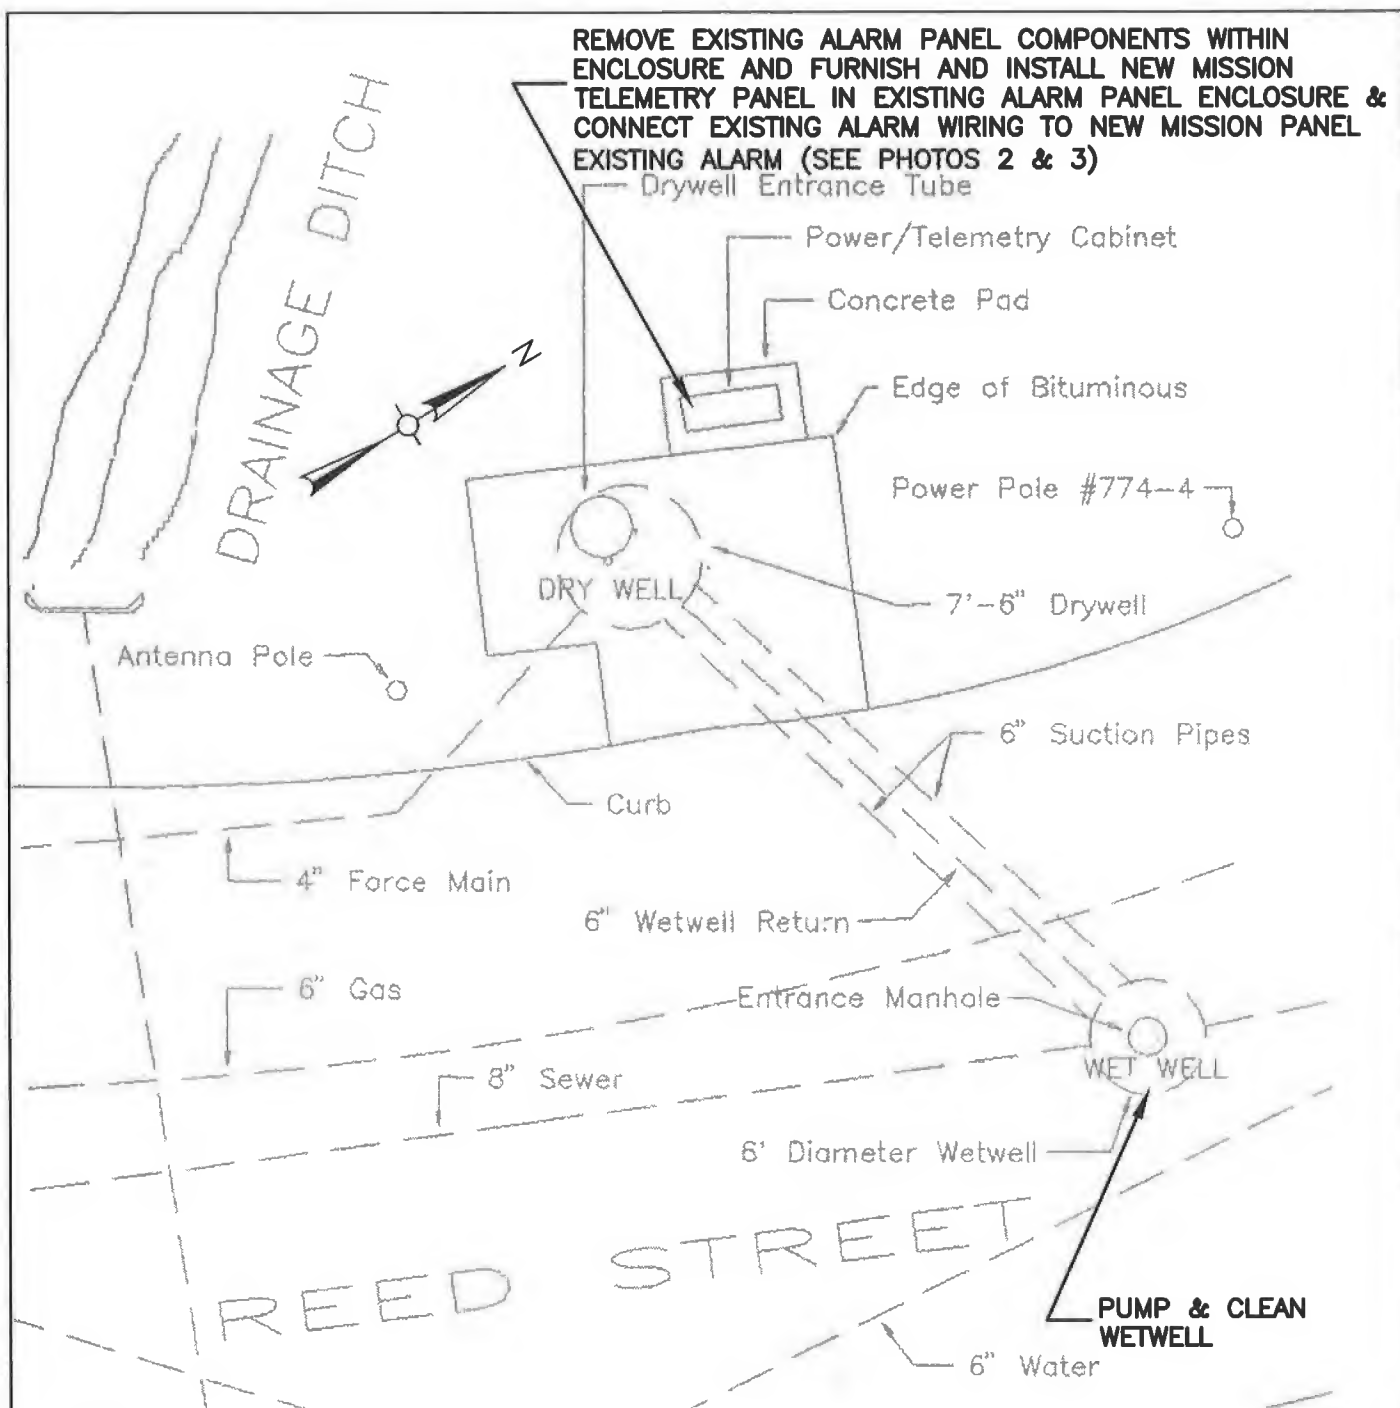 REMOVE EXISTING ALARM PANEL COMPONENTS WITHIN
ENCLOSURE AND FURNISH AND INSTALL NEW MISSION
TELEMETRY PANEL IN EXISTING ALARM PANEL ENCLOSURE &
CONNECT EXISTING ALARM WIRING TO NEW MISSION PANEL
EXISTING ALARM (SEE PHOTOS 2 & 3)
Drywell Entrance Tube
Power/Telemetry Cabinet
Concrete Pad
DRAINAGE DITCH
N
Edge of Bituminous
Power Pole #774-4
DRY WELL
7'-6" Drywell
Antenna Pole
6" Suction Pipes
Curb
4" Force Main
6" Wetwell Return
6" Gas
Entrance Manhole
8" Sewer
WET WELL
6' Diameter Wetwell
REED STREET
PUMP & CLEAN
WETWELL
6" Water